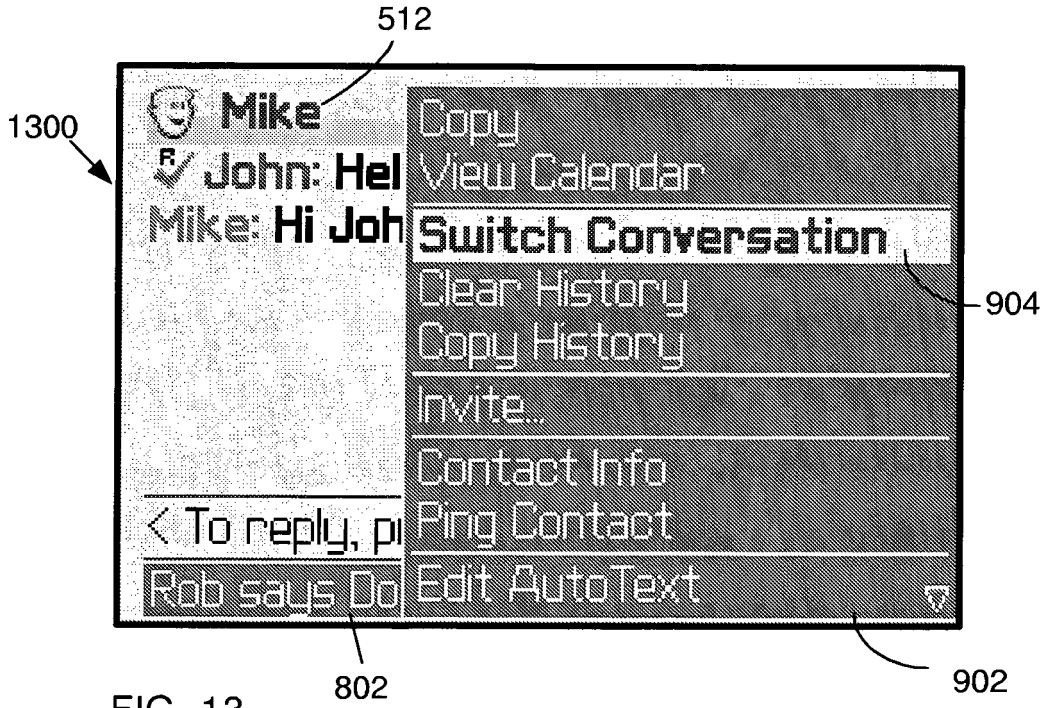 512
1300
Mike
R
John: Hel
Mike: Hi Joh
< To reply, pr
Rob says Do
Copy
View Calendar
Switch Conversation
Clear History
Copy History
Invite...
Contact Info
Ping Contact
Edit AutoText
904
802
902
FIG. 13